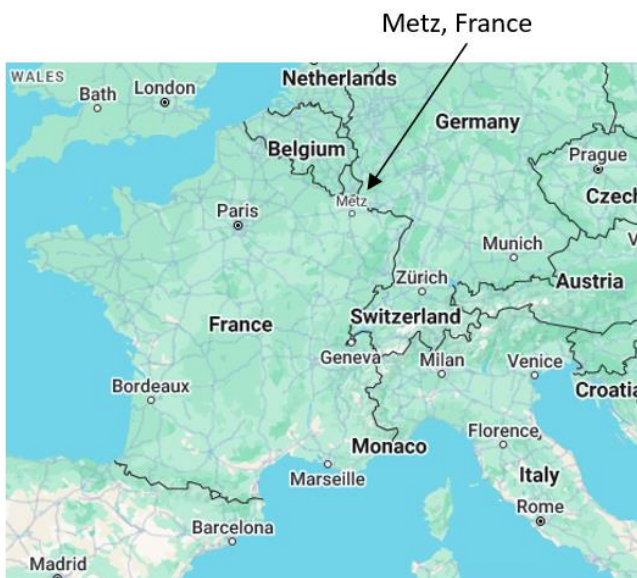 Metz, France
WALES
Bath
London
Netherlands
Belgium
Germany
Prague
Czech
Metz
Paris
Munich
V
Zürich
Austria
France
Switzerland
Geneva
Milan
Venice
Croatia
Bordeaux
Florence
Monaco
Marseille
Italy
Rome
Barcelona
Madrid